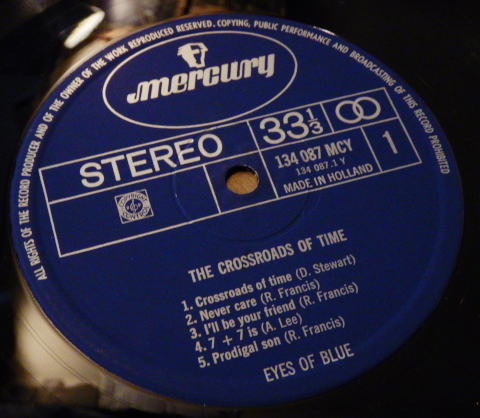 ALL RIGHTS OF THE RECORD PRODUCER AND OF THE OWNER OF THE WORK REPRODUCED RESERVED. COPYING, PUBLIC PERFORMANCE AND BROADCASTING OF THIS RECORD PROHIBITED
mercury
STEREO
33 1/3
134 087 MCY
134 087.1 Y
MADE IN HOLLAND
1
THE CROSSROADS OF TIME
1. Crossroads of time (D. Stewart)
2. Never care (R. Francis)
3. I'll be your friend (R. Francis)
4. 7 + 7 is (A. Lee)
5. Prodigal son (R. Francis)
EYES OF BLUE